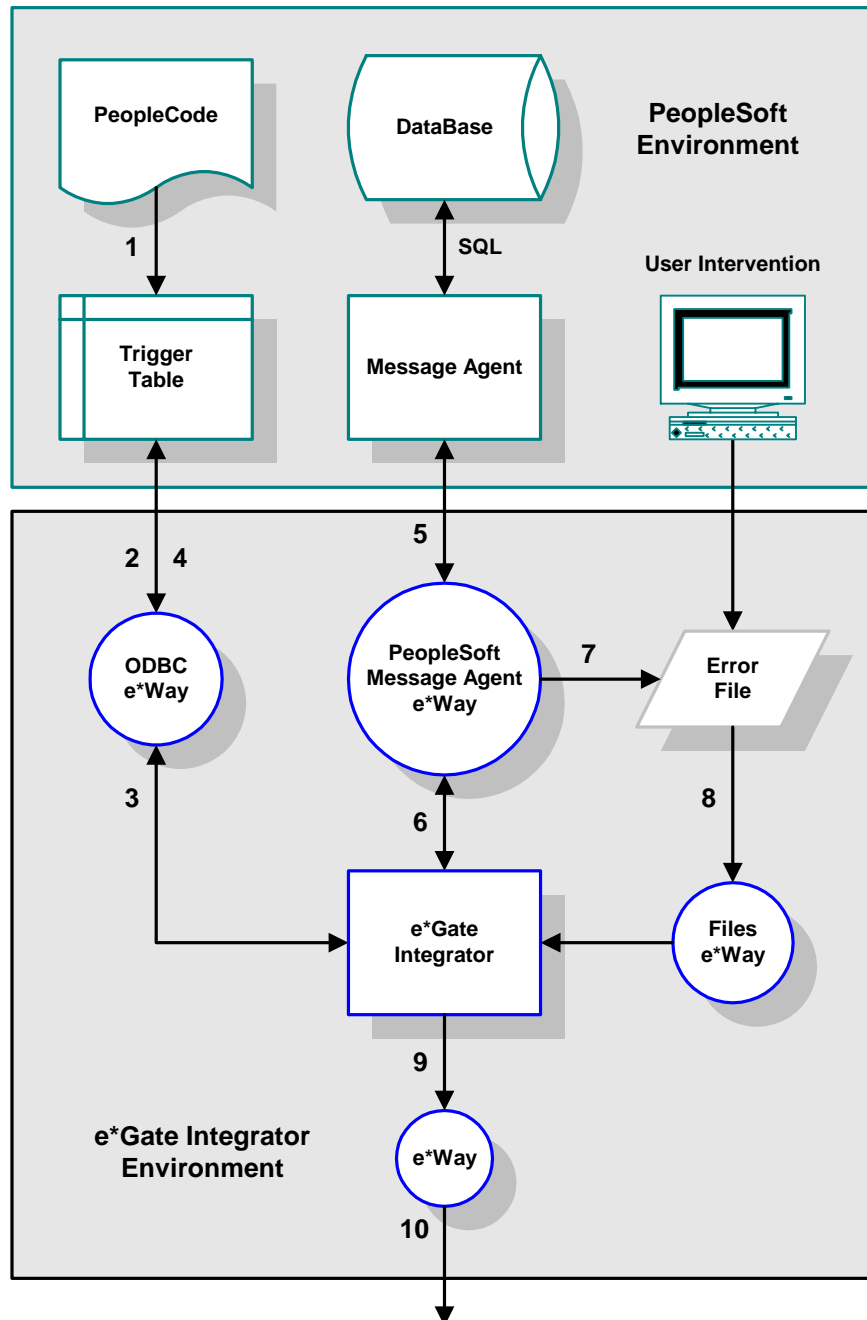 PeopleCode
DataBase
PeopleSoft
Environment
1
SQL
User Intervention
Trigger
Table
Message Agent
2 4
5
ODBC
e*Way
PeopleSoft
Message Agent
e*Way
7
Error
File
3
6
8
e*Gate
Integrator
Files
e*Way
9
e*Gate Integrator
Environment
e*Way
10